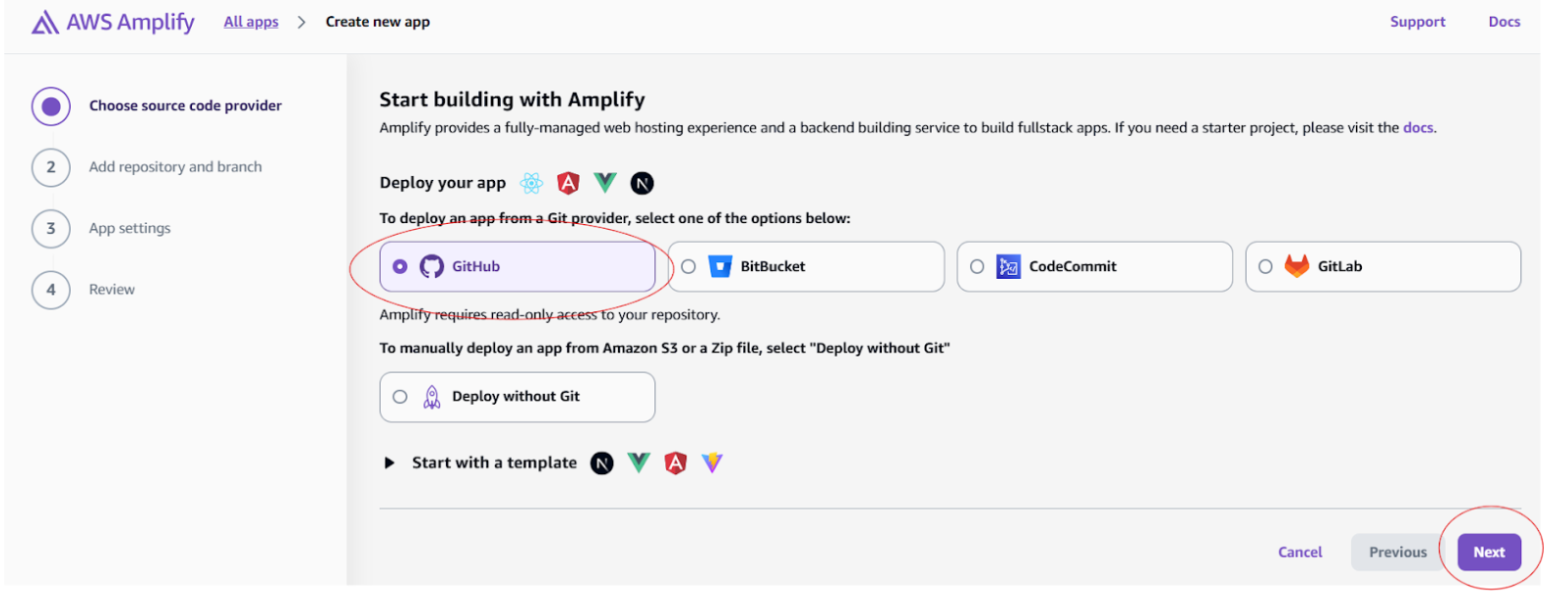 AWS Amplify All apps > Create new app Support Docs
Choose source code provider
2 Add repository and branch
3 App settings
4 Review
Start building with Amplify
Amplify provides a fully-managed web hosting experience and a backend building service to build fullstack apps. If you need a starter project, please visit the docs.
Deploy your app
To deploy an app from a Git provider, select one of the options below:
GitHub BitBucket CodeCommit GitLab
Amplify requires read-only access to your repository.
To manually deploy an app from Amazon S3 or a Zip file, select "Deploy without Git"
Deploy without Git
Start with a template
Cancel Previous Next